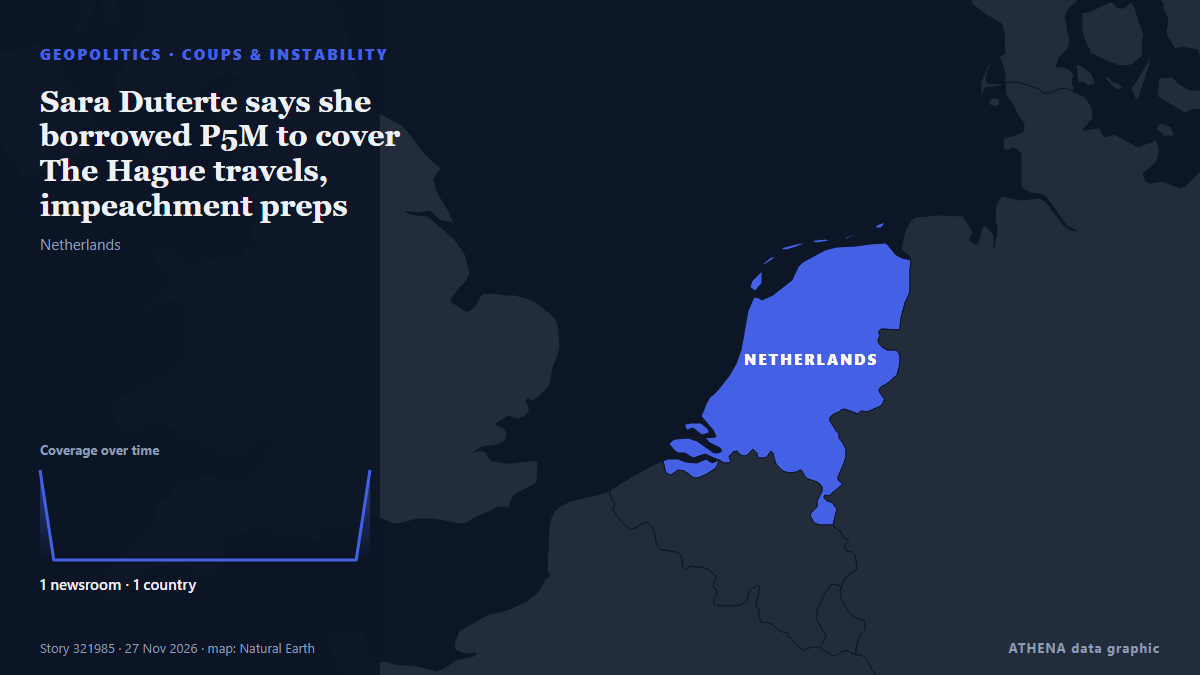 GEOPOLITICS · COUPS & INSTABILITY
Sara Duterte says she
borrowed P5M to cover
The Hague travels,
impeachment preps
Netherlands
NETHERLANDS
Coverage over time
1 newsroom · 1 country
Story 321985 · 27 Nov 2026 · map: Natural Earth
ATHENA data graphic